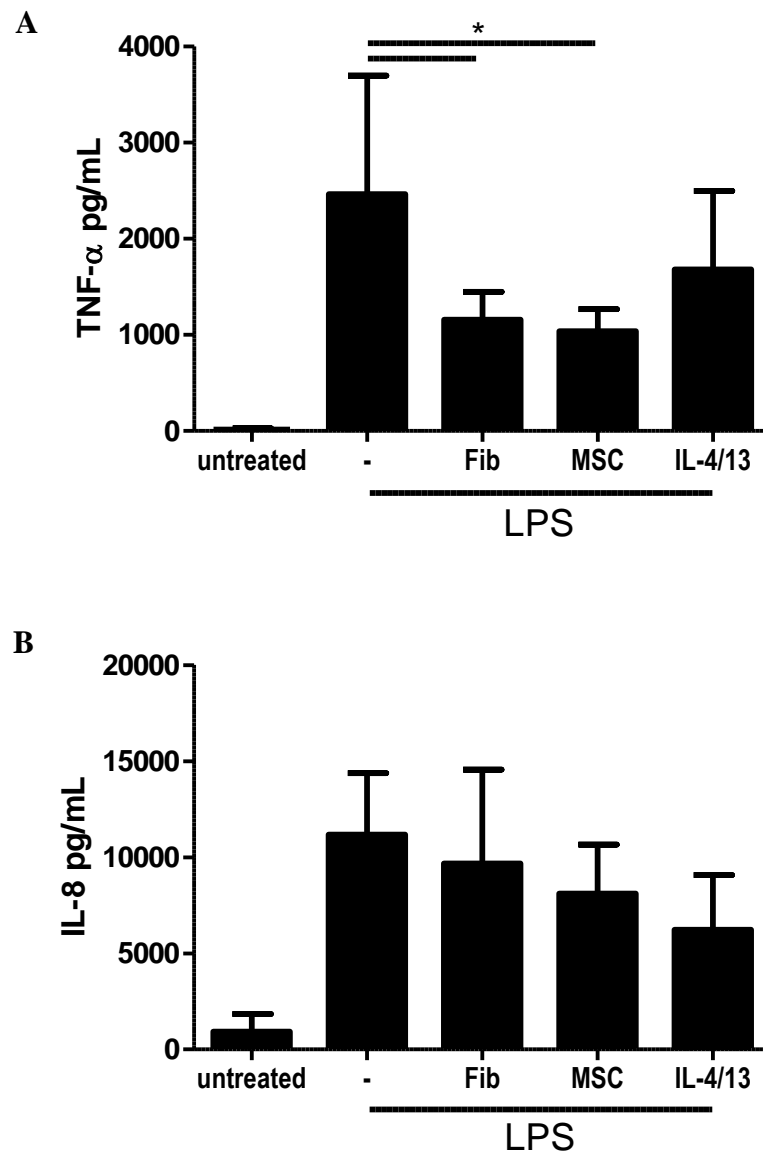 A
*
4000
3000
2000
1000
0
TNF-α pg/mL
untreated - Fib MSC IL-4/13
LPS
B
20000
15000
10000
5000
0
IL-8 pg/mL
untreated - Fib MSC IL-4/13
LPS